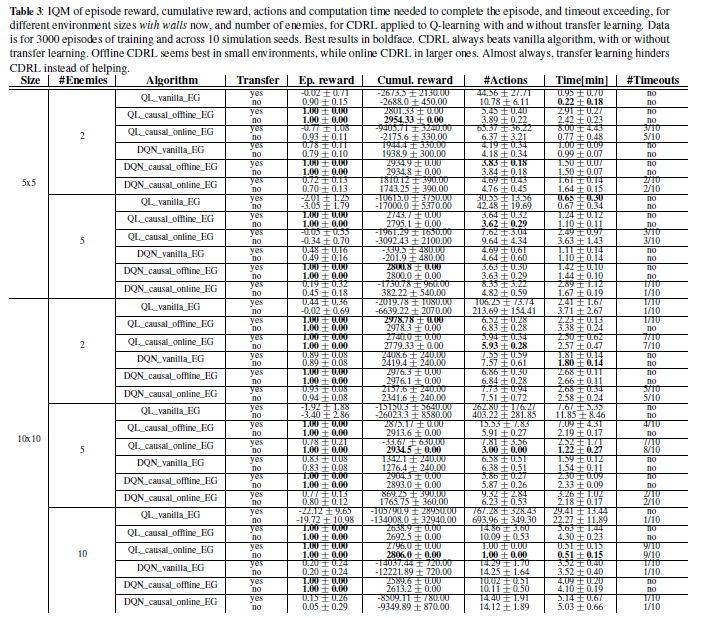 Table 3: IQM of episode reward, cumulative reward, actions and computation time needed to complete the episode, and timeout exceeding, for
different environment sizes with walls now, and number of enemies, for CDRL applied to Q-learning with and without transfer learning. Data
is for 3000 episodes of training and across 10 simulation seeds. Best results in boldface. CDRL always beats vanilla algorithm, with or without
transfer learning. Offline CDRL seems best in small environments, while online CDRL in larger ones. Almost always, transfer learning hinders
CDRL instead of helping.
Size #Enemies Algorithm Transfer Ep. reward Cumul. reward #Actions Time[min] #Timeouts
5x5 2 QL_vanilla_EG yes -0.02 ± 0.71 -2673.5 ± 2130.00 44.56 ± 27.71 0.95 ± 0.70 no
no 0.90 ± 0.15 -2688.0 ± 450.00 10.78 ± 6.11 0.22 ± 0.18 no
QL_causal_offline_EG yes 1.00 ± 0.00 2801.33 ± 0.00 5.45 ± 0.40 2.91 ± 0.27 no
no 1.00 ± 0.00 2954.33 ± 0.00 3.89 ± 0.22 2.42 ± 0.23 no
QL_causal_online_EG yes -0.77 ± 1.08 -9405.71 ± 3240.00 65.37 ± 36.22 8.00 ± 4.43 3/10
no 0.93 ± 0.11 -2175.6 ± 330.00 6.37 ± 3.21 0.77 ± 0.48 5/10
DQN_vanilla_EG yes 0.78 ± 0.11 1944.4 ± 330.00 4.19 ± 0.34 1.00 ± 0.09 no
no 0.79 ± 0.10 1938.9 ± 300.00 4.18 ± 0.34 0.99 ± 0.07 no
DQN_causal_offline_EG yes 1.00 ± 0.00 2934.9 ± 0.00 3.83 ± 0.18 1.50 ± 0.07 no
no 1.00 ± 0.00 2934.8 ± 0.00 3.84 ± 0.18 1.50 ± 0.07 no
DQN_causal_online_EG yes 0.72 ± 0.13 1810.12 ± 390.00 4.69 ± 0.43 1.61 ± 0.14 2/10
no 0.70 ± 0.13 1743.25 ± 390.00 4.76 ± 0.45 1.64 ± 0.15 2/10
5 QL_vanilla_EG yes -2.01 ± 1.25 -10615.0 ± 3750.00 30.55 ± 13.56 0.65 ± 0.30 no
no -3.05 ± 1.79 -17000.0 ± 5370.00 42.48 ± 19.69 0.67 ± 0.34 no
QL_causal_offline_EG yes 1.00 ± 0.00 2743.7 ± 0.00 3.64 ± 0.32 1.24 ± 0.12 no
no 1.00 ± 0.00 2795.1 ± 0.00 3.62 ± 0.29 1.10 ± 0.11 no
QL_causal_online_EG yes -0.05 ± 0.55 -1961.29 ± 1650.00 7.62 ± 3.04 2.49 ± 0.97 3/10
no -0.34 ± 0.70 -3092.43 ± 2100.00 9.64 ± 4.34 3.63 ± 1.43 3/10
DQN_vanilla_EG yes 0.48 ± 0.16 -339.5 ± 480.00 4.69 ± 0.61 1.11 ± 0.14 no
no 0.49 ± 0.16 -201.9 ± 480.00 4.64 ± 0.60 1.10 ± 0.14 no
DQN_causal_offline_EG yes 1.00 ± 0.00 2800.8 ± 0.00 3.63 ± 0.30 1.42 ± 0.10 no
no 1.00 ± 0.00 2800.0 ± 0.00 3.63 ± 0.29 1.44 ± 0.10 no
DQN_causal_online_EG yes 0.19 ± 0.32 -1730.78 ± 960.00 8.35 ± 3.22 2.89 ± 1.12 1/10
no 0.45 ± 0.18 382.22 ± 540.00 4.82 ± 0.59 1.67 ± 0.19 1/10
10x10 2 QL_vanilla_EG yes 0.44 ± 0.36 -2019.78 ± 1080.00 106.25 ± 73.74 2.41 ± 1.67 1/10
no -0.02 ± 0.69 -6639.22 ± 2070.00 213.69 ± 154.41 3.71 ± 2.67 1/10
QL_causal_offline_EG yes 1.00 ± 0.00 2978.78 ± 0.00 6.52 ± 0.28 2.23 ± 0.13 1/10
no 1.00 ± 0.00 2978.3 ± 0.00 6.83 ± 0.28 3.38 ± 0.24 no
QL_causal_online_EG yes 1.00 ± 0.00 2740.0 ± 0.00 5.94 ± 0.34 2.50 ± 0.62 7/10
no 1.00 ± 0.00 2779.33 ± 0.00 5.93 ± 0.28 2.57 ± 0.47 7/10
DQN_vanilla_EG yes 0.89 ± 0.08 2408.6 ± 240.00 7.55 ± 0.59 1.81 ± 0.14 no
no 0.89 ± 0.08 2419.4 ± 240.00 7.57 ± 0.61 1.80 ± 0.14 no
DQN_causal_offline_EG yes 1.00 ± 0.00 2976.3 ± 0.00 6.86 ± 0.30 2.68 ± 0.11 no
no 1.00 ± 0.00 2976.1 ± 0.00 6.84 ± 0.28 2.66 ± 0.11 no
DQN_causal_online_EG yes 0.93 ± 0.08 2157.6 ± 240.00 7.73 ± 0.94 2.68 ± 0.34 5/10
no 0.94 ± 0.08 2341.6 ± 240.00 7.51 ± 0.72 2.58 ± 0.24 5/10
5 QL_vanilla_EG yes -1.92 ± 1.88 -15150.3 ± 5640.00 262.80 ± 176.27 7.67 ± 5.35 no
no -3.40 ± 2.86 -26023.3 ± 8580.00 403.22 ± 281.85 11.85 ± 8.46 no
QL_causal_offline_EG yes 1.00 ± 0.00 2875.17 ± 0.00 15.53 ± 7.83 7.09 ± 4.31 4/10
no 1.00 ± 0.00 2913.6 ± 0.00 5.91 ± 0.27 2.19 ± 0.17 no
QL_causal_online_EG yes 0.78 ± 0.21 -33.67 ± 630.00 7.81 ± 3.56 2.52 ± 1.71 7/10
no 1.00 ± 0.00 2934.5 ± 0.00 3.00 ± 0.00 1.22 ± 0.27 8/10
DQN_vanilla_EG yes 0.83 ± 0.08 1342.1 ± 240.00 6.58 ± 0.51 1.59 ± 0.12 no
no 0.83 ± 0.08 1276.4 ± 240.00 6.38 ± 0.51 1.54 ± 0.11 no
DQN_causal_offline_EG yes 1.00 ± 0.00 2904.3 ± 0.00 5.86 ± 0.27 2.30 ± 0.09 no
no 1.00 ± 0.00 2893.0 ± 0.00 5.87 ± 0.26 2.33 ± 0.09 no
DQN_causal_online_EG yes 0.77 ± 0.13 869.25 ± 390.00 9.32 ± 2.84 3.26 ± 1.02 2/10
no 0.80 ± 0.12 1765.75 ± 360.00 6.23 ± 0.53 2.18 ± 0.17 2/10
10 QL_vanilla_EG yes -22.12 ± 9.65 -105790.9 ± 28950.00 767.28 ± 328.43 29.41 ± 13.44 no
no -19.72 ± 10.98 -134008.0 ± 32940.00 693.96 ± 349.30 22.27 ± 11.89 1/10
QL_causal_offline_EG yes 1.00 ± 0.00 2638.9 ± 0.00 14.86 ± 3.60 5.63 ± 1.44 no
no 1.00 ± 0.00 2692.5 ± 0.00 10.09 ± 0.53 4.30 ± 0.23 no
QL_causal_online_EG yes 1.00 ± 0.00 2796.0 ± 0.00 1.00 ± 0.00 0.51 ± 0.15 9/10
no 1.00 ± 0.00 2806.0 ± 0.00 1.00 ± 0.00 0.51 ± 0.15 9/10
DQN_vanilla_EG yes 0.20 ± 0.24 -14037.44 ± 720.00 14.29 ± 1.70 3.52 ± 0.40 1/10
no 0.20 ± 0.24 -12221.89 ± 720.00 14.25 ± 1.64 3.52 ± 0.40 1/10
DQN_causal_offline_EG yes 1.00 ± 0.00 2589.6 ± 0.00 10.02 ± 0.51 4.09 ± 0.20 no
no 1.00 ± 0.00 2613.2 ± 0.00 10.11 ± 0.50 4.10 ± 0.19 no
DQN_causal_online_EG yes 0.15 ± 0.26 -8509.11 ± 780.00 14.40 ± 1.91 5.14 ± 0.67 1/10
no 0.05 ± 0.29 -9349.89 ± 870.00 14.12 ± 1.89 5.03 ± 0.66 1/10